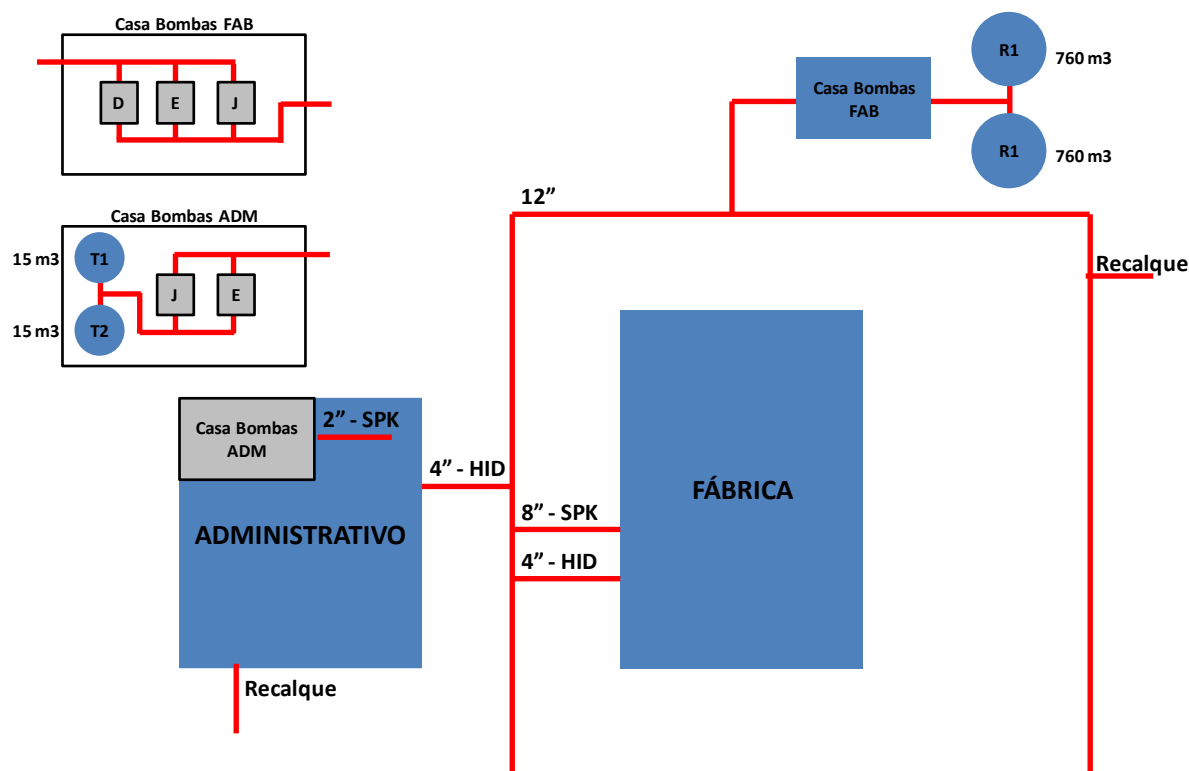 Casa Bombas FAB
D
E
J
Casa Bombas ADM
15 m3
T1
J
E
15 m3
T2
R1
760 m3
Casa Bombas
FAB
R1
760 m3
12”
Recalque
Casa Bombas
ADM
2” - SPK
4” - HID
ADMINISTRATIVO
8” - SPK
4” - HID
FÁBRICA
Recalque